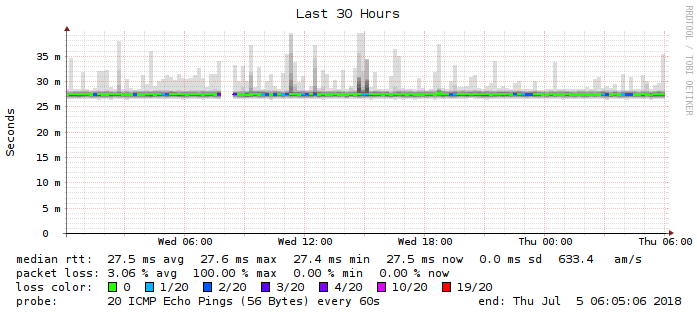 Last 30 Hours
RRDTOOL / TOBI OETIKER
Seconds
35 m
30 m
25 m
20 m
15 m
10 m
5 m
0
Wed 06:00 Wed 12:00 Wed 18:00 Thu 00:00 Thu 06:00
median rtt: 27.5 ms avg 27.6 ms max 27.4 ms min 27.5 ms now 0.0 ms sd 633.4 am/s
packet loss: 3.06 % avg 100.00 % max 0.00 % min 0.00 % now
loss color: 0 1/20 2/20 3/20 4/20 10/20 19/20
probe: 20 ICMP Echo Pings (56 Bytes) every 60s end: Thu Jul 5 06:05:06 2018